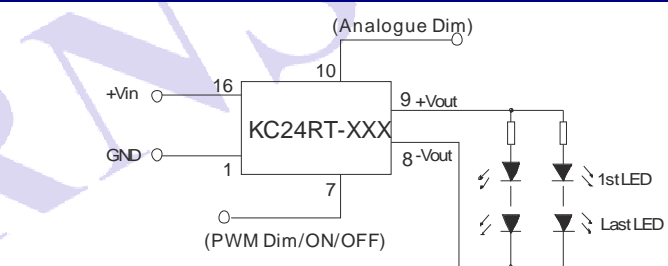 (Analogue Dim)
10
+Vin
16
9 +Vout
KC24RT-XXX
GND
1
8 -Vout
1st LED
7
Last LED
(PWM Dim/ON/OFF)